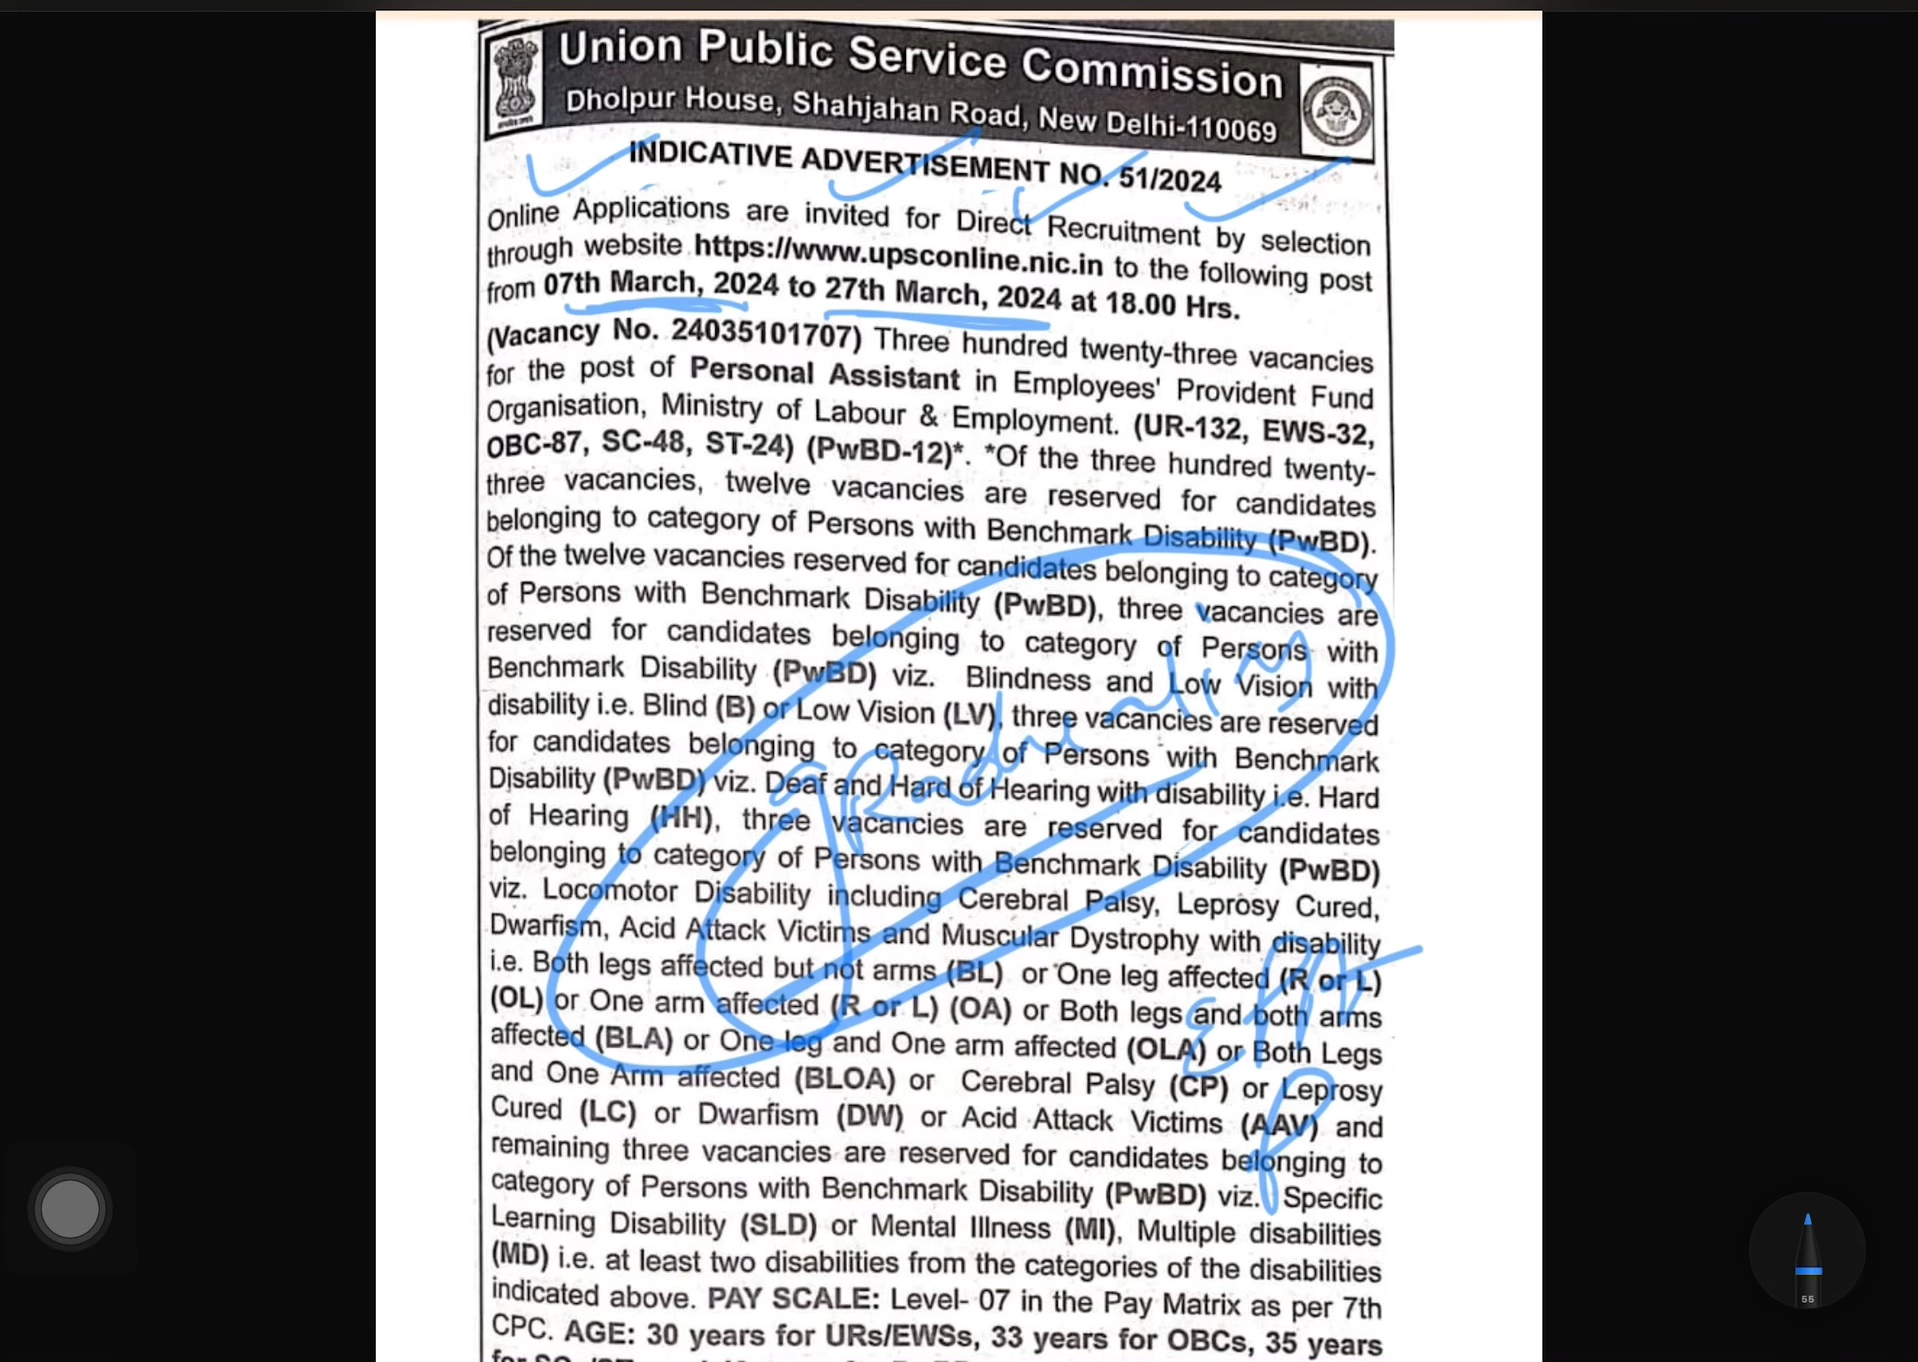 Union Public Service Commission
Dholpur House, Shahjahan Road, New Delhi-110069
INDICATIVE ADVERTISEMENT NO. 51/2024
Online Applications are invited for Direct Recruitment by selection
through website https://www.upsconline.nic.in to the following post
from 07th March, 2024 to 27th March, 2024 at 18.00 Hrs.
(Vacancy No. 24035101707) Three hundred twenty-three vacancies
for the post of Personal Assistant in Employees' Provident Fund
Organisation, Ministry of Labour & Employment. (UR-132, EWS-32,
OBC-87, SC-48, ST-24) (PwBD-12)*. *Of the three hundred twenty-
three vacancies, twelve vacancies are reserved for candidates
belonging to category of Persons with Benchmark Disability (PwBD).
Of the twelve vacancies reserved for candidates belonging to category
of Persons with Benchmark Disability (PwBD), three vacancies are
reserved for candidates belonging to category of Persons with
Benchmark Disability (PwBD) viz. Blindness and Low Vision with
disability i.e. Blind (B) or Low Vision (LV), three vacancies are reserved
for candidates belonging to category of Persons with Benchmark
Disability (PwBD) viz. Deaf and Hard of Hearing with disability i.e. Hard
of Hearing (HH), three vacancies are reserved for candidates
belonging to category of Persons with Benchmark Disability (PwBD)
viz. Locomotor Disability including Cerebral Palsy, Leprosy Cured,
Dwarfism, Acid Attack Victims and Muscular Dystrophy with disability
i.e. Both legs affected but not arms (BL) or One leg affected (R or L)
(OL) or One arm affected (R or L) (OA) or Both legs and both arms
affected (BLA) or One leg and One arm affected (OLA) or Both Legs
and One Arm affected (BLOA) or Cerebral Palsy (CP) or Leprosy
Cured (LC) or Dwarfism (DW) or Acid Attack Victims (AAV) and
remaining three vacancies are reserved for candidates belonging to
category of Persons with Benchmark Disability (PwBD) viz. Specific
Learning Disability (SLD) or Mental Illness (MI), Multiple disabilities
(MD) i.e. at least two disabilities from the categories of the disabilities
indicated above. PAY SCALE: Level- 07 in the Pay Matrix as per 7th
CPC. AGE: 30 years for URs/EWSs, 33 years for OBCs, 35 years
55